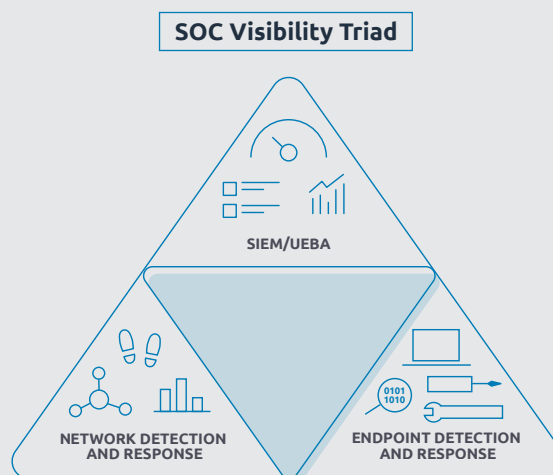 SOC Visibility Triad
SIEM/UEBA
0101
1010
NETWORK DETECTION
AND RESPONSE
ENDPOINT DETECTION
AND RESPONSE